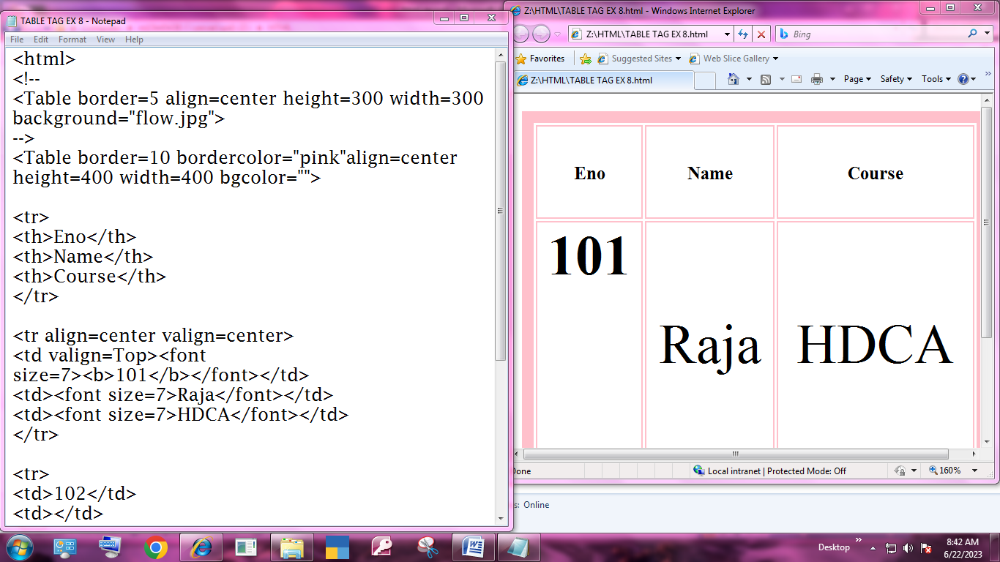 TABLE TAG EX 8 - Notepad
File Edit Format View Help
<html>
<!--
<Table border=5 align=center height=300 width=300
background="flow.jpg">
-->
<Table border=10 bordercolor="pink"align=center
height=400 width=400 bgcolor="">
<tr>
<th>Eno</th>
<th>Name</th>
<th>Course</th>
</tr>
<tr align=center valign=center>
<td valign=Top><font
size=7><b>101</b></font></td>
<td><font size=7>Raja</font></td>
<td><font size=7>HDCA</font></td>
</tr>
<tr>
<td>102</td>
<td></td>
Z:\HTML\TABLE TAG EX 8.html - Windows Internet Explorer
Z:\HTML\TABLE TAG EX 8.html
Bing
Favorites Suggested Sites Web Slice Gallery
Z:\HTML\TABLE TAG EX 8.html
Page Safety Tools
Eno Name Course
101
Raja HDCA
Done Local intranet | Protected Mode: Off 160%
s: Online
Desktop
8:42 AM
6/22/2023